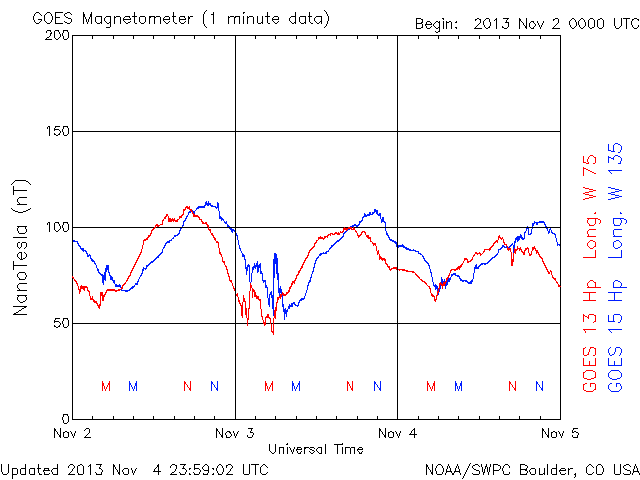 GOES Magnetometer (1 minute data)
Begin: 2013 Nov 2 0000 UTC
200
150
100
50
0
NanoTesla (nT)
M M N N M M N N M M N N
Nov 2 Nov 3 Nov 4 Nov 5
Universal Time
GOES 13 Hp Long. W 75
GOES 15 Hp Long. W 135
Updated 2013 Nov 4 23:59:02 UTC
NOAA/SWPC Boulder, CO USA